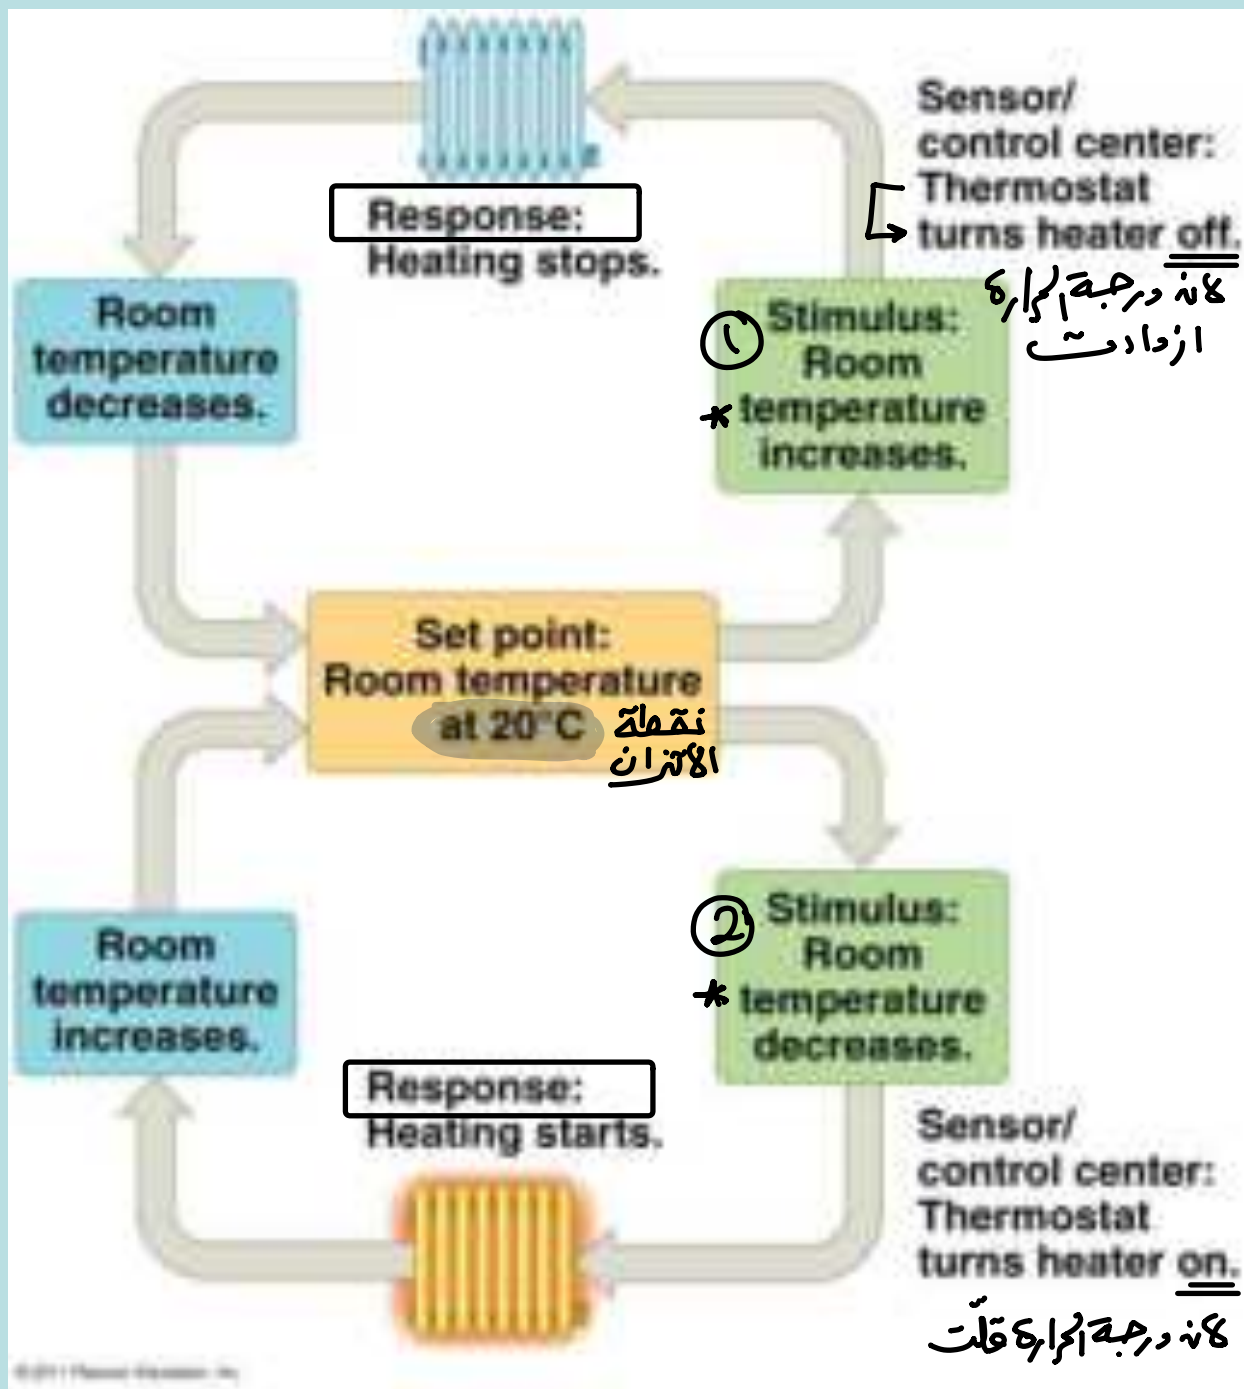 Sensor/
control center:
Thermostat
turns heater off.
لانه درجة الحرارة
ازدادت
Response:
Heating stops.
Room
temperature
decreases.
1
Stimulus:
Room
* temperature
increases.
Set point:
Room temperature
at 20°C
نقطة
الاتزان
Room
temperature
increases.
2
Stimulus:
Room
* temperature
decreases.
Response:
Heating starts.
Sensor/
control center:
Thermostat
turns heater on.
لانه درجة الحرارة قلّت